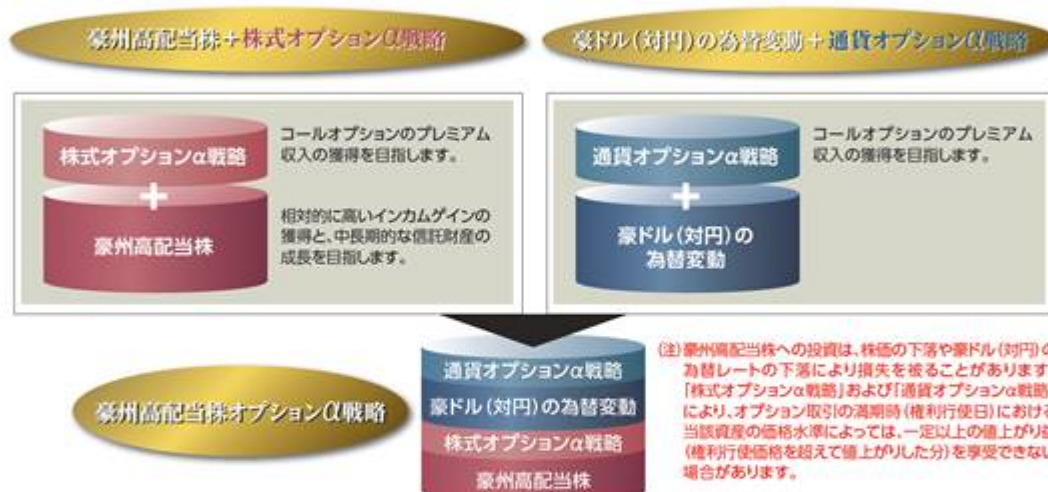 豪州高配当株+株式オプションα戦略
豪ドル(対円)の為替変動+通貨オプションα戦略
株式オプションα戦略
コールオプションのプレミアム
収入の獲得を目指します。
+
豪州高配当株
相対的に高いインカムゲインの
獲得と、中長期的な信託財産の
成長を目指します。
通貨オプションα戦略
コールオプションのプレミアム
収入の獲得を目指します。
+
豪ドル(対円)の
為替変動
豪州高配当株オプションα戦略
通貨オプションα戦略
豪ドル(対円)の為替変動
株式オプションα戦略
豪州高配当株
(注)豪州高配当株への投資は、株価の下落や豪ドル(対円)の
為替レートの下落により損失を被ることがあります
「株式オプションα戦略」および「通貨オプションα戦略
により、オプション取引の満期時(権利行使日)における
当該資産の価格水準によっては、一定以上の値上がり益
(権利行使価格を超えて値上がりした分)を享受できない
場合があります。